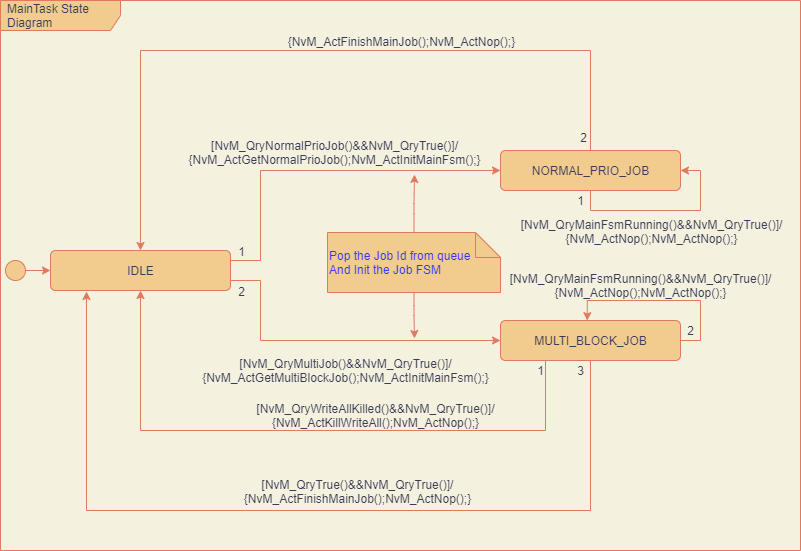 MainTask State
Diagram
{NvM_ActFinishMainJob();NvM_ActNop();}
2
[NvM_QryNormalPrioJob()&&NvM_QryTrue()]/
{NvM_ActGetNormalPrioJob();NvM_ActInitMainFsm();}
NORMAL_PRIO_JOB
1
[NvM_QryMainFsmRunning()&&NvM_QryTrue()]/
{NvM_ActNop();NvM_ActNop();}
1
Pop the Job Id from queue
And Init the Job FSM
IDLE
2
[NvM_QryMainFsmRunning()&&NvM_QryTrue()]/
{NvM_ActNop();NvM_ActNop();}
2
MULTI_BLOCK_JOB
[NvM_QryMultiJob()&&NvM_QryTrue()]/
{NvM_ActGetMultiBlockJob();NvM_ActInitMainFsm();}
1
3
[NvM_QryWriteAllKilled()&&NvM_QryTrue()]/
{NvM_ActKillWriteAll();NvM_ActNop();}
[NvM_QryTrue()&&NvM_QryTrue()]/
{NvM_ActFinishMainJob();NvM_ActNop();}